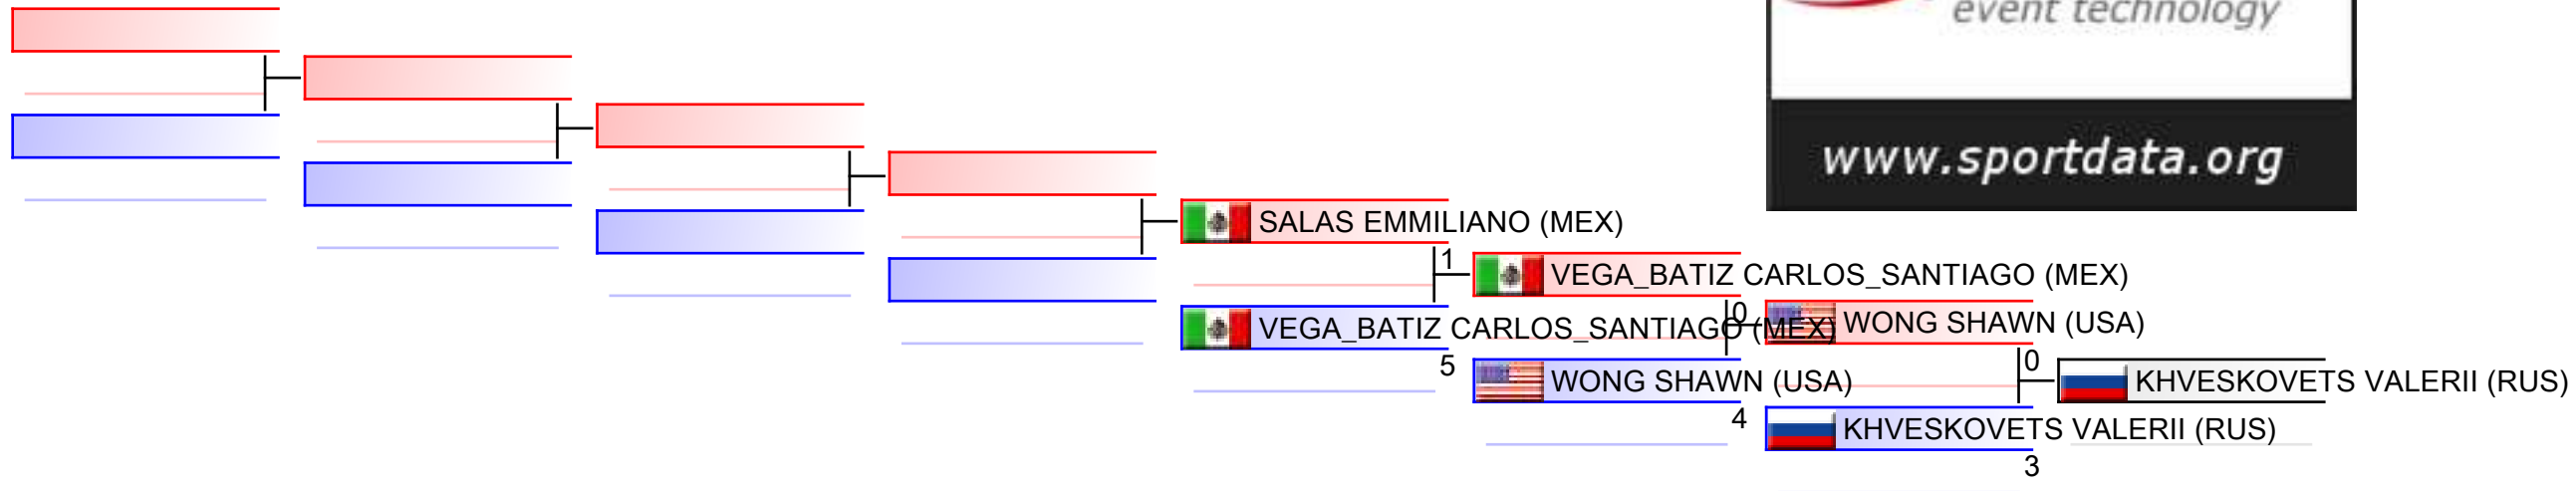 event technology
www.sportdata.org
SALAS EMMILIANO (MEX)
1
VEGA_BATIZ CARLOS_SANTIAGO (MEX)
0
WONG SHAWN (USA)
VEGA_BATIZ CARLOS_SANTIAGO (MEX)
5
0
WONG SHAWN (USA)
KHVESKOVETS VALERII (RUS)
4
KHVESKOVETS VALERII (RUS)
3